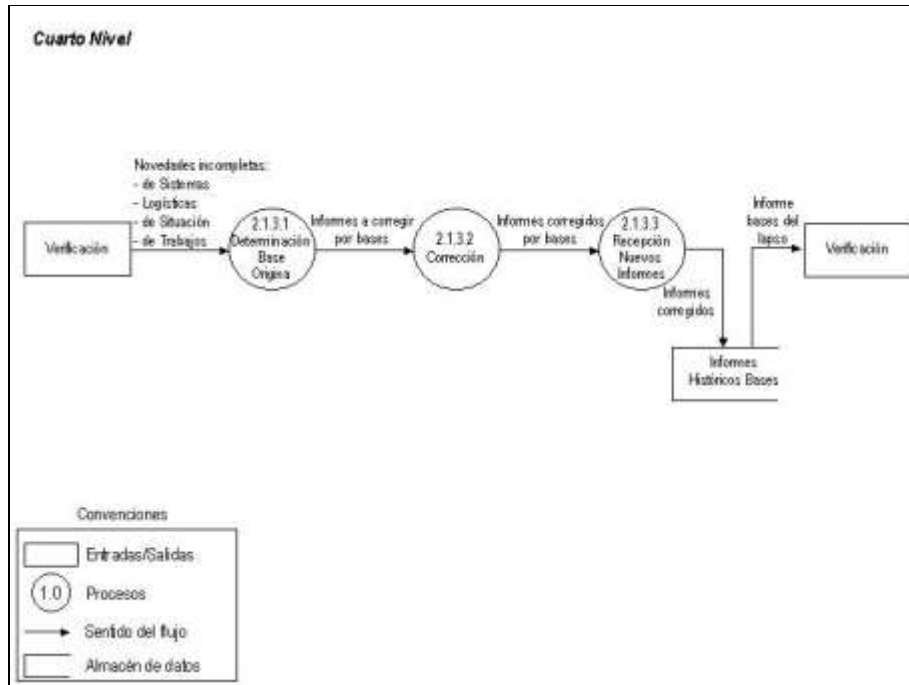 Cuarto Nivel
Novedades incompletas:
- de Sistemas
- Logísticas
- de Situación
- de Trabajos
Verificación
2.1.3.1
Determinación
Base
Origina
Informes a corregir
por bases
2.1.3.2
Corrección
Informes corregidos
por bases
2.1.3.3
Recepción
Nuevos
Informes
Informes
corregidos
Informes
Históricos Bases
Informe
bases del
lapso
Verificación
Convenciones
Entradas/Salidas
1.0
Procesos
Sentido del flujo
Almacén de datos